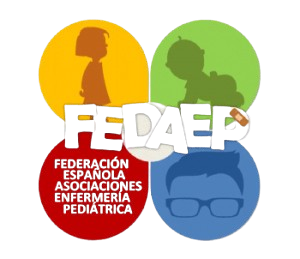 FEDAEP
FEDERACIÓN
ESPAÑOLA
ASOCIACIONES
ENFERMERÍA
PEDIÁTRICA